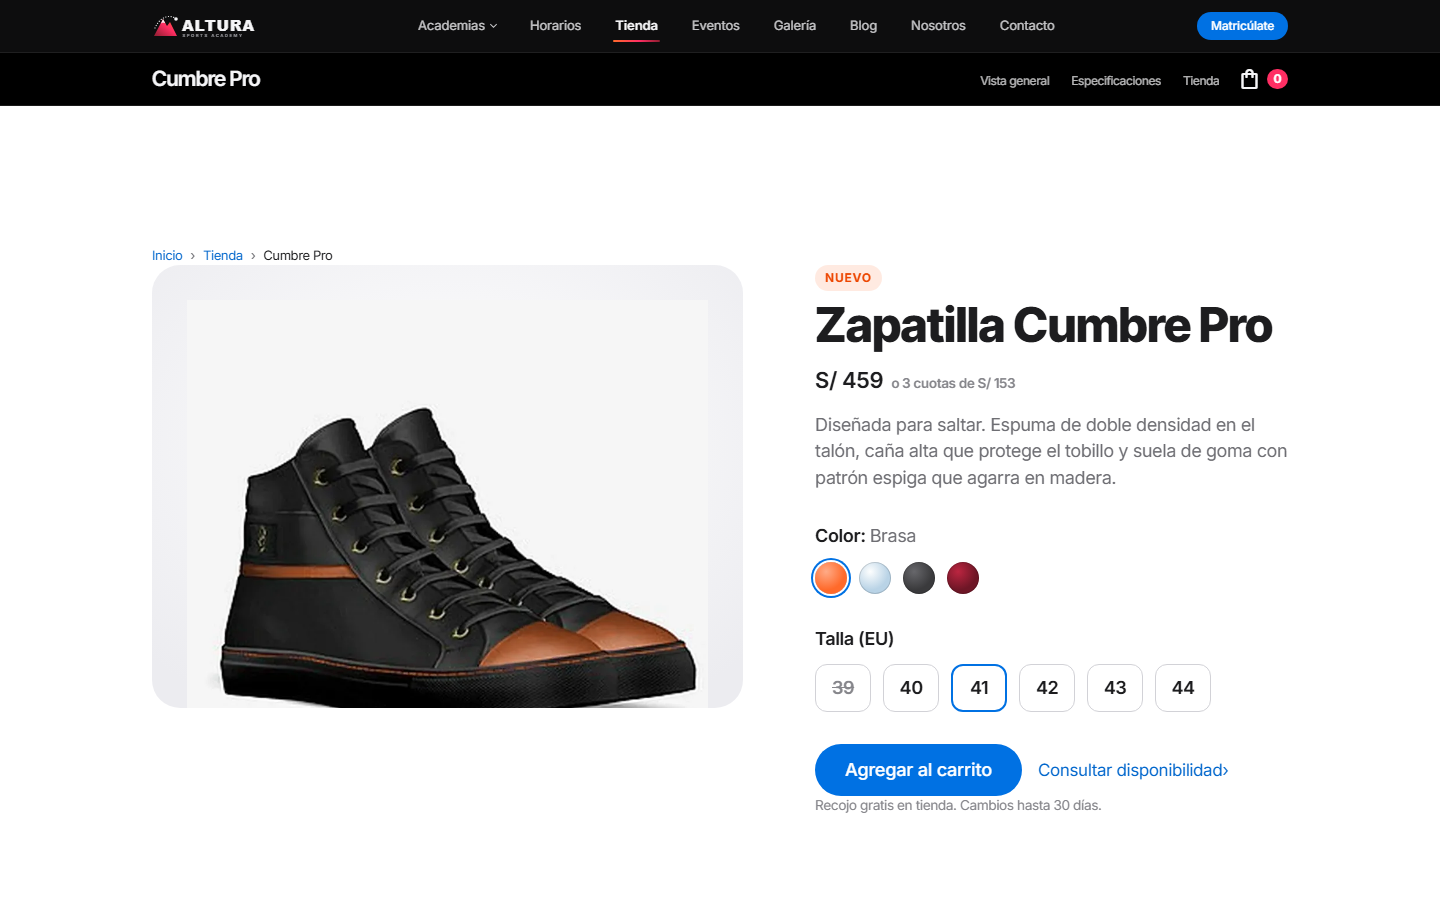 ALTURA
SPORTS ACADEMY
Academias
Horarios
Tienda
Eventos
Galería
Blog
Nosotros
Contacto
Matricúlate
Cumbre Pro
Vista general
Especificaciones
Tienda
0
Inicio › Tienda › Cumbre Pro
NUEVO
Zapatilla Cumbre Pro
S/ 459 o 3 cuotas de S/ 153
Diseñada para saltar. Espuma de doble densidad en el
talón, caña alta que protege el tobillo y suela de goma con
patrón espiga que agarra en madera.
Color: Brasa
Talla (EU)
39 40 41 42 43 44
Agregar al carrito
Consultar disponibilidad›
Recojo gratis en tienda. Cambios hasta 30 días.